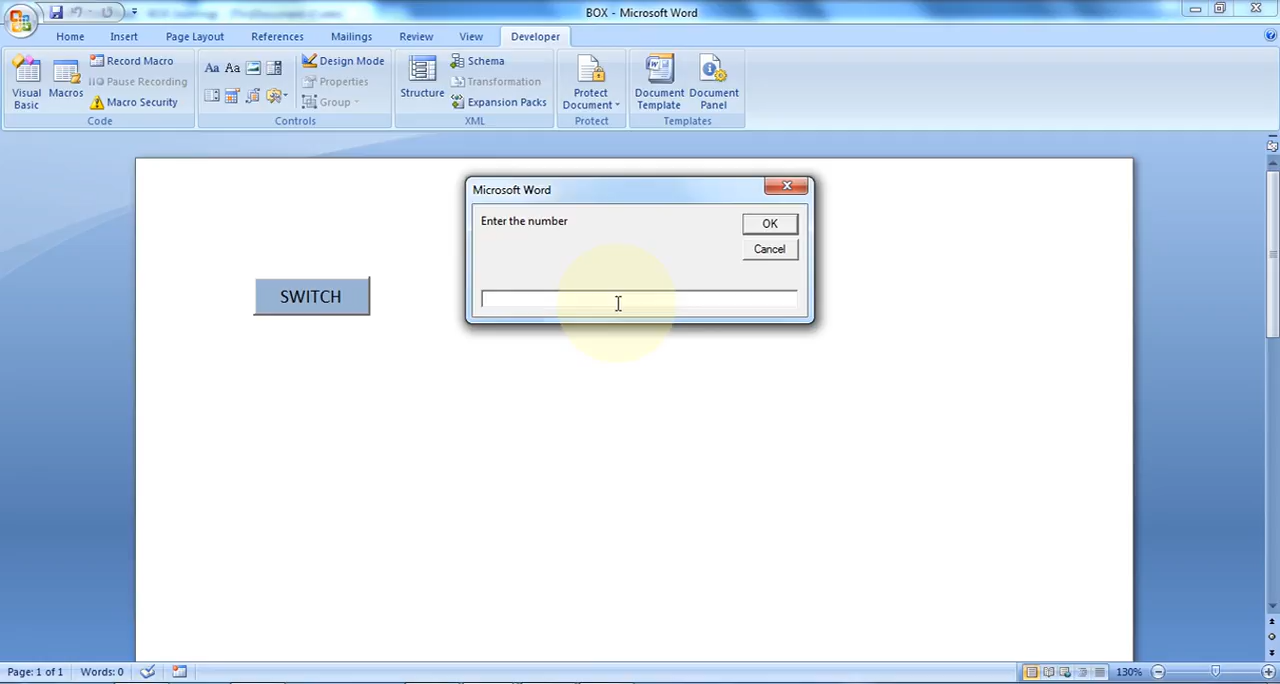 BOX - Microsoft Word
Home Insert Page Layout References Mailings Review View Developer
Visual Basic
Macros
Record Macro
Pause Recording
Macro Security
Code
Aa Aa
Design Mode
Properties
Group
Controls
Structure
Schema
Transformation
Expansion Packs
XML
Protect
Document
Protect
Document
Template
Document
Panel
Templates
Microsoft Word
Enter the number
OK
Cancel
SWITCH
Page: 1 of 1 Words: 0 130%